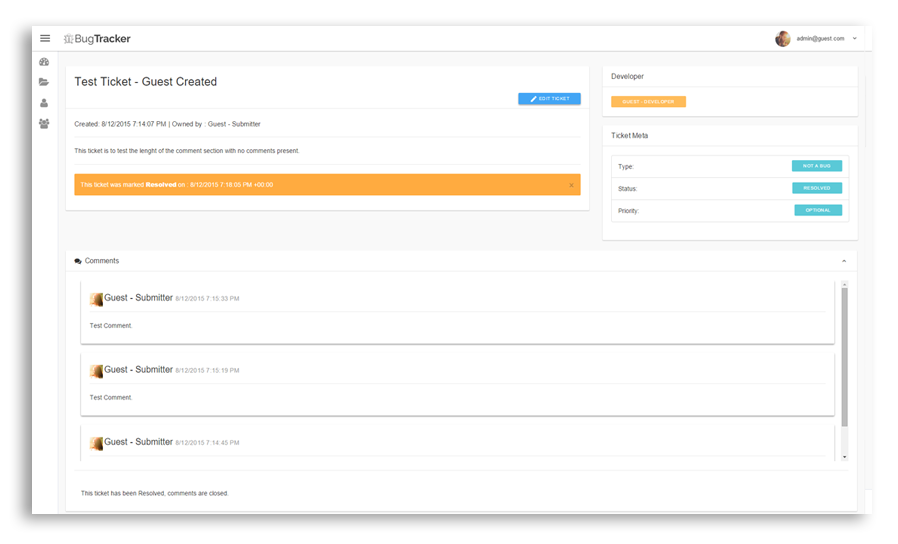 BugTracker
admin@guest.com
Test Ticket - Guest Created
EDIT TICKET
Created: 8/12/2015 7:14:07 PM | Owned by : Guest - Submitter
This ticket is to test the lenght of the comment section with no comments present.
This ticket was marked Resolved on : 8/12/2015 7:18:05 PM +00:00
×
Developer
GUEST - DEVELOPER
Ticket Meta
Type:
NOT A BUG
Status:
RESOLVED
Priority:
OPTIONAL
Comments
Guest - Submitter 8/12/2015 7:15:33 PM
Test Comment.
Guest - Submitter 8/12/2015 7:15:19 PM
Test Comment.
Guest - Submitter 8/12/2015 7:14:45 PM
This ticket has been Resolved, comments are closed.